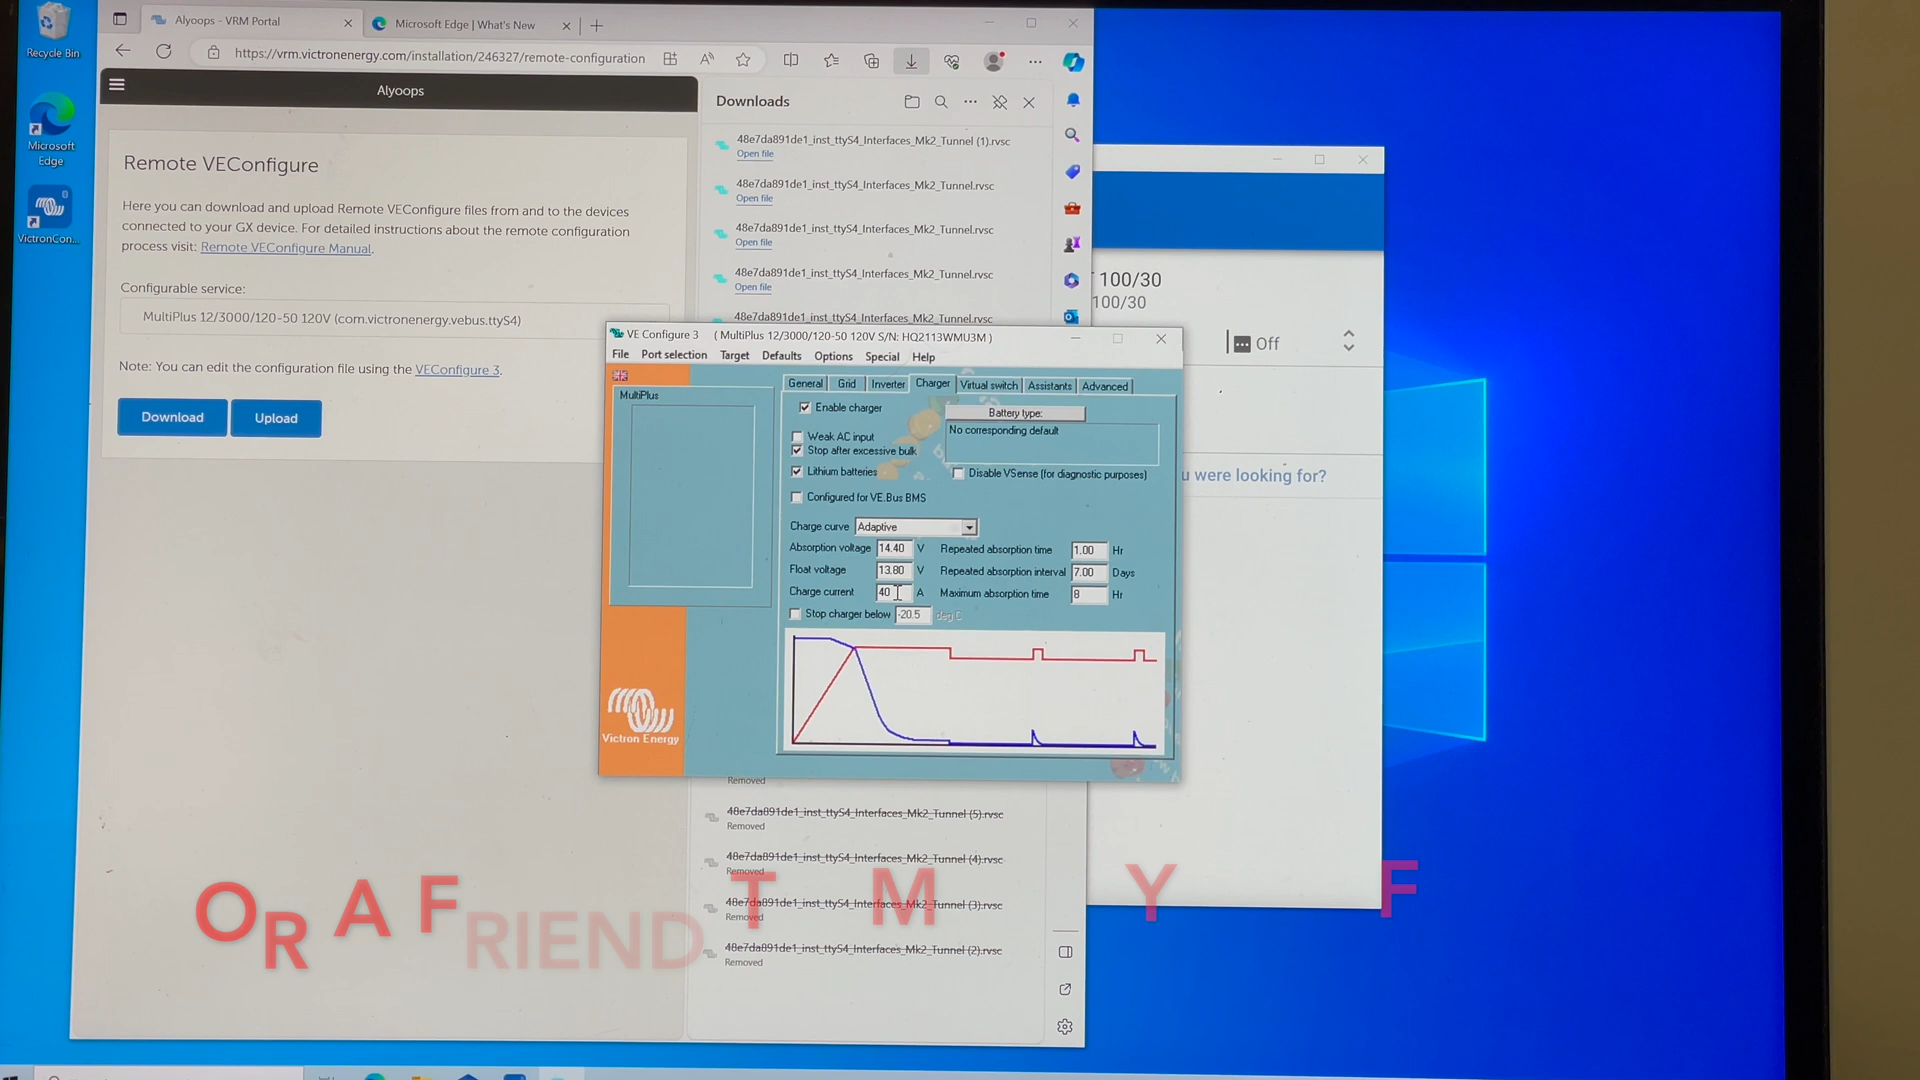 Recycle Bin
Microsoft
Edge
VictronCon...
Alyoops - VRM Portal
Microsoft Edge | What's New
https://vrm.victronenergy.com/installation/246327/remote-configuration
Alyoops
Remote VEConfigure
Here you can download and upload Remote VEConfigure files from and to the devices
connected to your GX device. For detailed instructions about the remote configuration
process visit: Remote VEConfigure Manual.
Configurable service:
MultiPlus 12/3000/120-50 120V (com.victronenergy.vebus.ttyS4)
Note: You can edit the configuration file using the VEConfigure 3.
Download
Upload
Downloads
48e7da891de1_inst_ttyS4_Interfaces_Mk2_Tunnel (1).rvsc
Open file
48e7da891de1_inst_ttyS4_Interfaces_Mk2_Tunnel.rvsc
Open file
48e7da891de1_inst_ttyS4_Interfaces_Mk2_Tunnel.rvsc
Open file
48e7da891de1_inst_ttyS4_Interfaces_Mk2_Tunnel.rvsc
Open file
48e7da891de1_inst_ttyS4_Interfaces_Mk2_Tunnel.rvsc
VE Configure 3 ( MultiPlus 12/3000/120-50 120V S/N: HQ2113WMU3M )
File Port selection Target Defaults Options Special Help
MultiPlus
General Grid Inverter Charger Virtual switch Assistants Advanced
Enable charger
Battery type:
No corresponding default
Weak AC input
Stop after excessive bulk
Lithium batteries
Disable VSense (for diagnostic purposes)
Configured for VE.Bus BMS
Charge curve Adaptive
Absorption voltage 14.40 V Repeated absorption time 1.00 Hr
Float voltage 13.80 V Repeated absorption interval 7.00 Days
Charge current 40 A Maximum absorption time 8 Hr
Stop charger below -20.5 deg C
Victron Energy
Removed
48e7da891de1_inst_ttyS4_Interfaces_Mk2_Tunnel (5).rvsc
Removed
48e7da891de1_inst_ttyS4_Interfaces_Mk2_Tunnel (4).rvsc
Removed
48e7da891de1_inst_ttyS4_Interfaces_Mk2_Tunnel (3).rvsc
Removed
48e7da891de1_inst_ttyS4_Interfaces_Mk2_Tunnel (2).rvsc
Removed
100/30
100/30
Off
u were looking for?
OR A FRIEND T M Y F